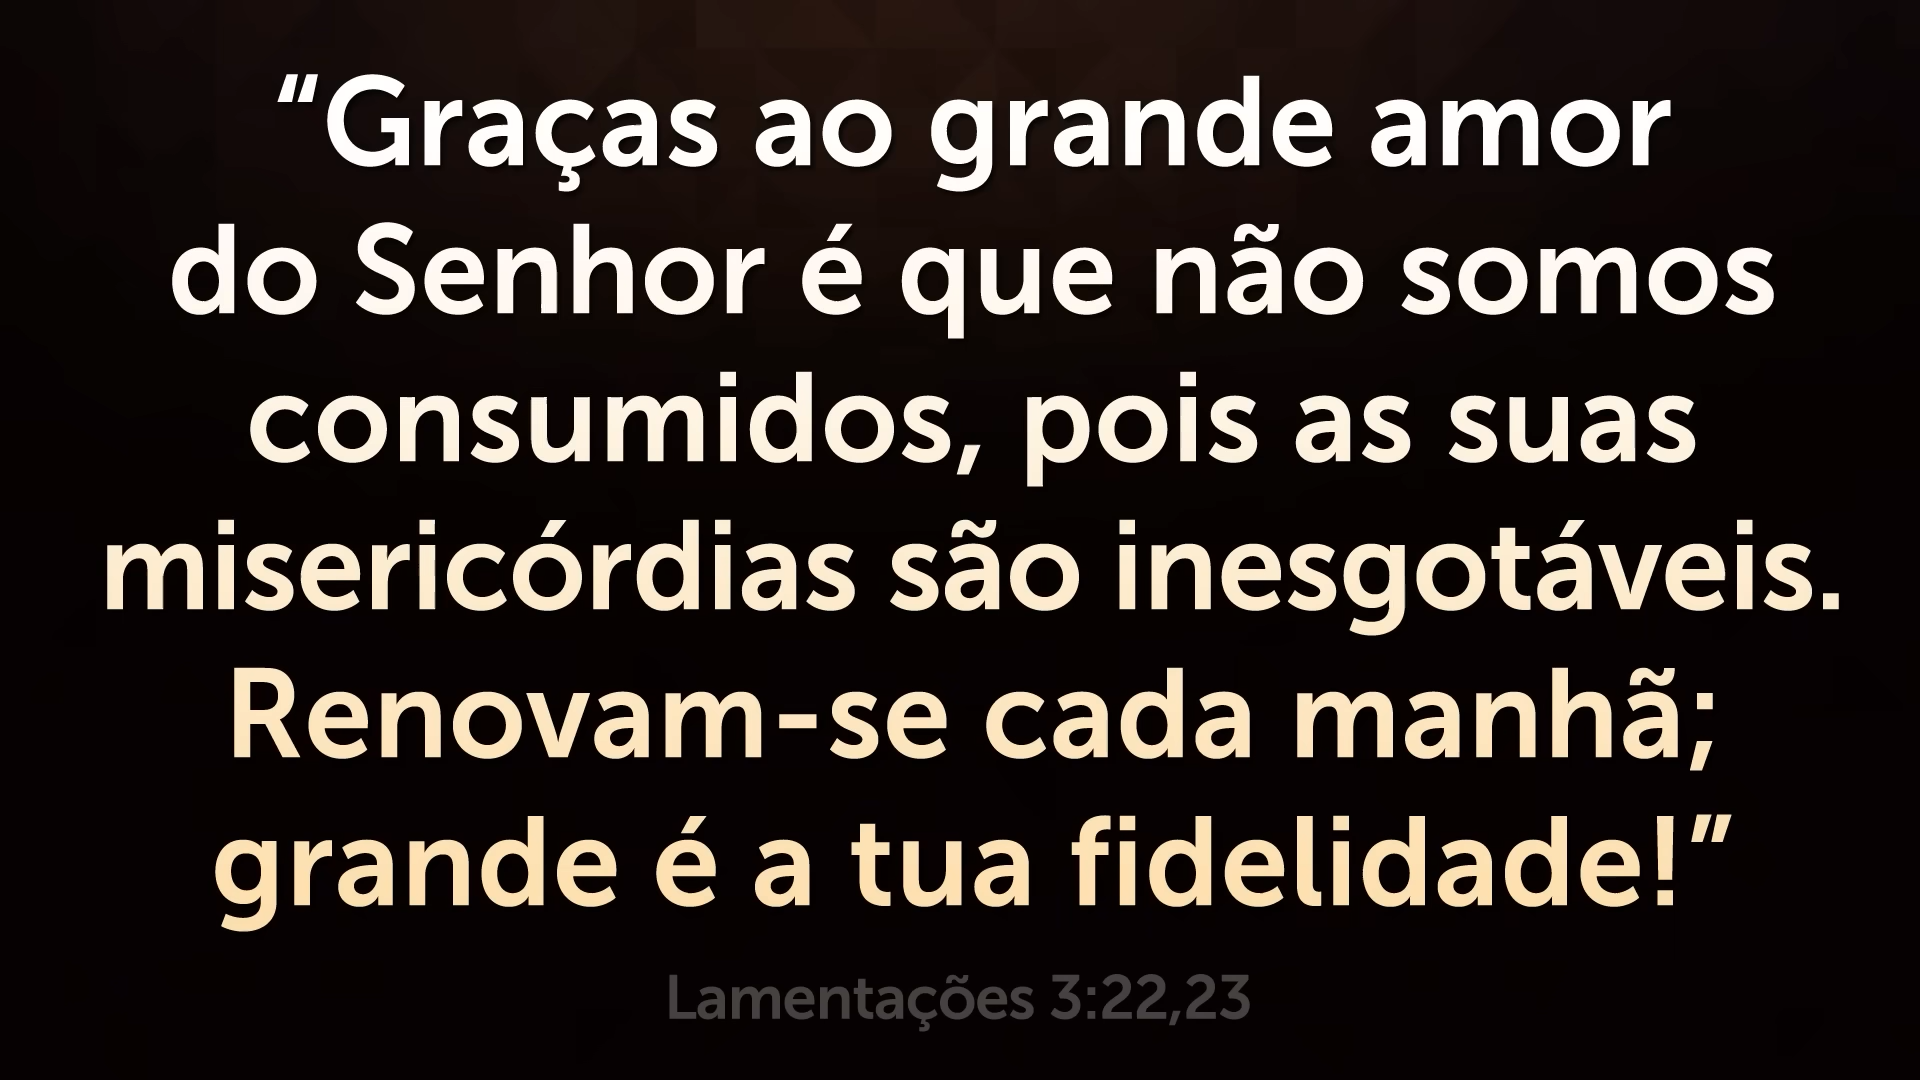 “Graças ao grande amor
do Senhor é que não somos
consumidos, pois as suas
misericórdias são inesgotáveis.
Renovam-se cada manhã;
grande é a tua fidelidade!”
Lamentações 3:22,23